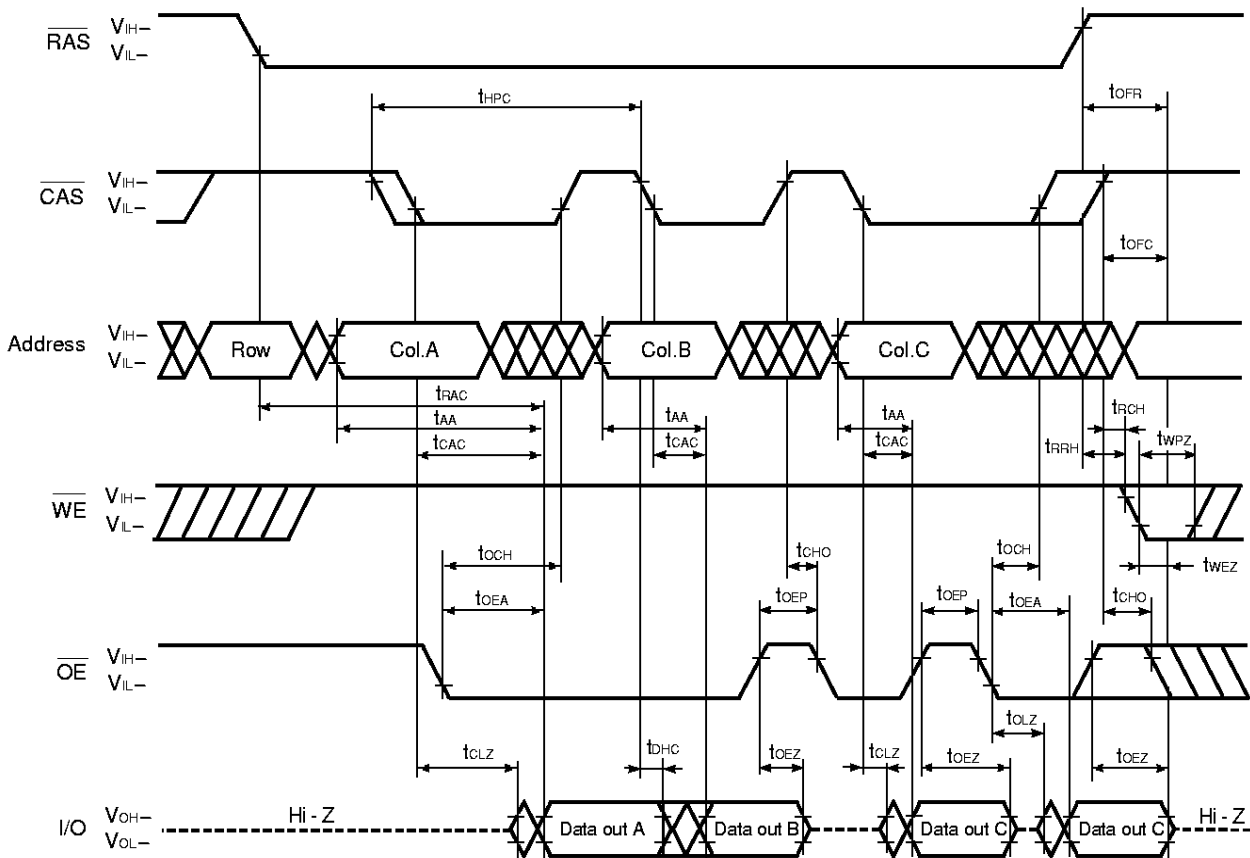 RAS VIH VIL
tHPC tOFR
CAS VIH VIL
tOFC
Address VIH VIL Row Col.A Col.B Col.C
tRAC
tAA tAA tAA tRCH
tCAC tCAC tCAC tRRH tWPZ
WE VIH VIL
tOCH tCHO tOCH tWEZ
tOEA tOEP tOEP tOEA tCHO
OE VIH VIL
tOLZ
tCLZ tDHC tOEZ tCLZ tOEZ tOEZ
I/O VOH VOL Hi - Z Data out A Data out B Data out C Data out C Hi - Z